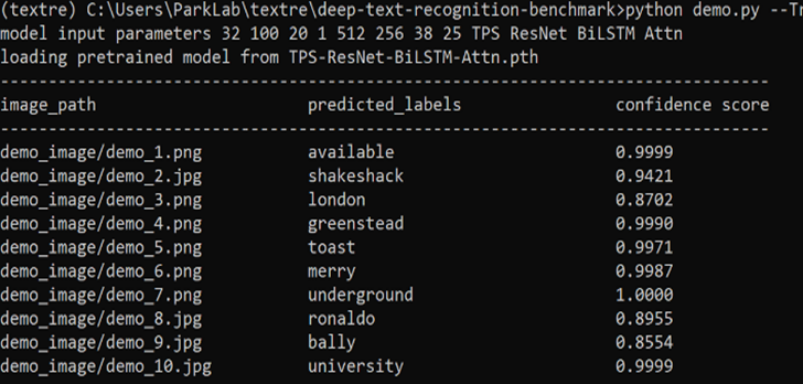 (textre) C:\Users\ParkLab\textre\deep-text-recognition-benchmark>python demo.py --Tr
model input parameters 32 100 20 1 512 256 38 25 TPS ResNet BiLSTM Attn
loading pretrained model from TPS-ResNet-BiLSTM-Attn.pth
--------------------------------------------------------------------------------
image_path predicted_labels confidence score
--------------------------------------------------------------------------------
demo_image/demo_1.png available 0.9999
demo_image/demo_2.jpg shakeshack 0.9421
demo_image/demo_3.png london 0.8702
demo_image/demo_4.png greenstead 0.9990
demo_image/demo_5.png toast 0.9971
demo_image/demo_6.png merry 0.9987
demo_image/demo_7.png underground 1.0000
demo_image/demo_8.jpg ronaldo 0.8955
demo_image/demo_9.jpg bally 0.8554
demo_image/demo_10.jpg university 0.9999